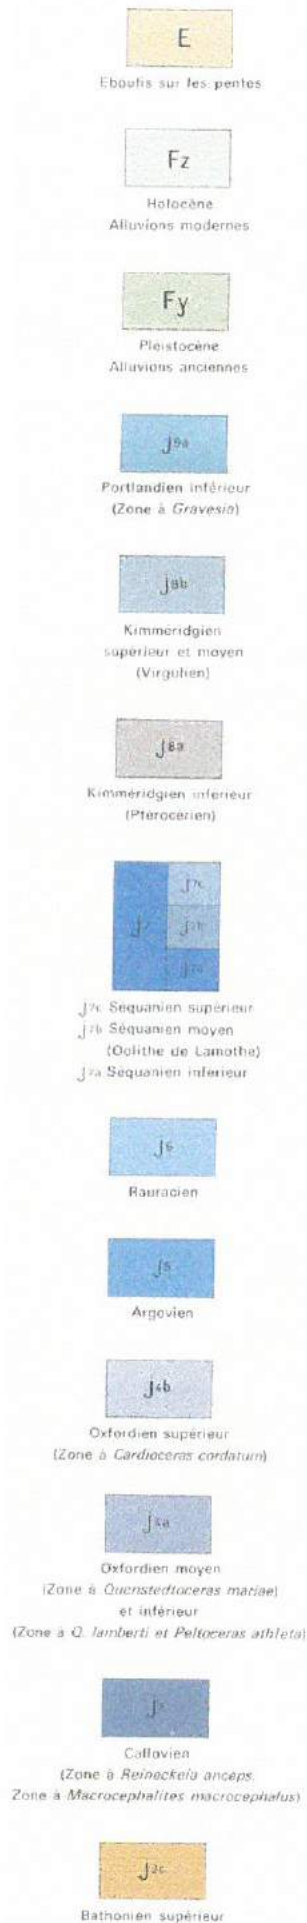 E
Eboulis sur les pentes
Fz
Holocène
Alluvions modernes
Fy
Pleistocène
Alluvions anciennes
J9a
Portlandien inférieur
(Zone à Gravesia)
J8b
Kimméridgien
supérieur et moyen
(Virgulien)
J8a
Kimméridgien inférieur
(Ptérocérien)
J7c
J7 J7b
J7a
J7c Séquanien supérieur
J7b Séquanien moyen
(Oolithe de Lamothe)
J7a Séquanien inférieur
J6
Rauracien
J5
Argovien
J4b
Oxfordien supérieur
(Zone à Cardioceras cordatum)
J4a
Oxfordien moyen
(Zone à Quenstedtoceras mariae)
et inférieur
(Zone à Q. lamberti et Peltoceras athleta)
J3
Callovien
(Zone à Reineckeia anceps.
Zone à Macrocephalites macrocephalus)
J2c
Bathonien supérieur